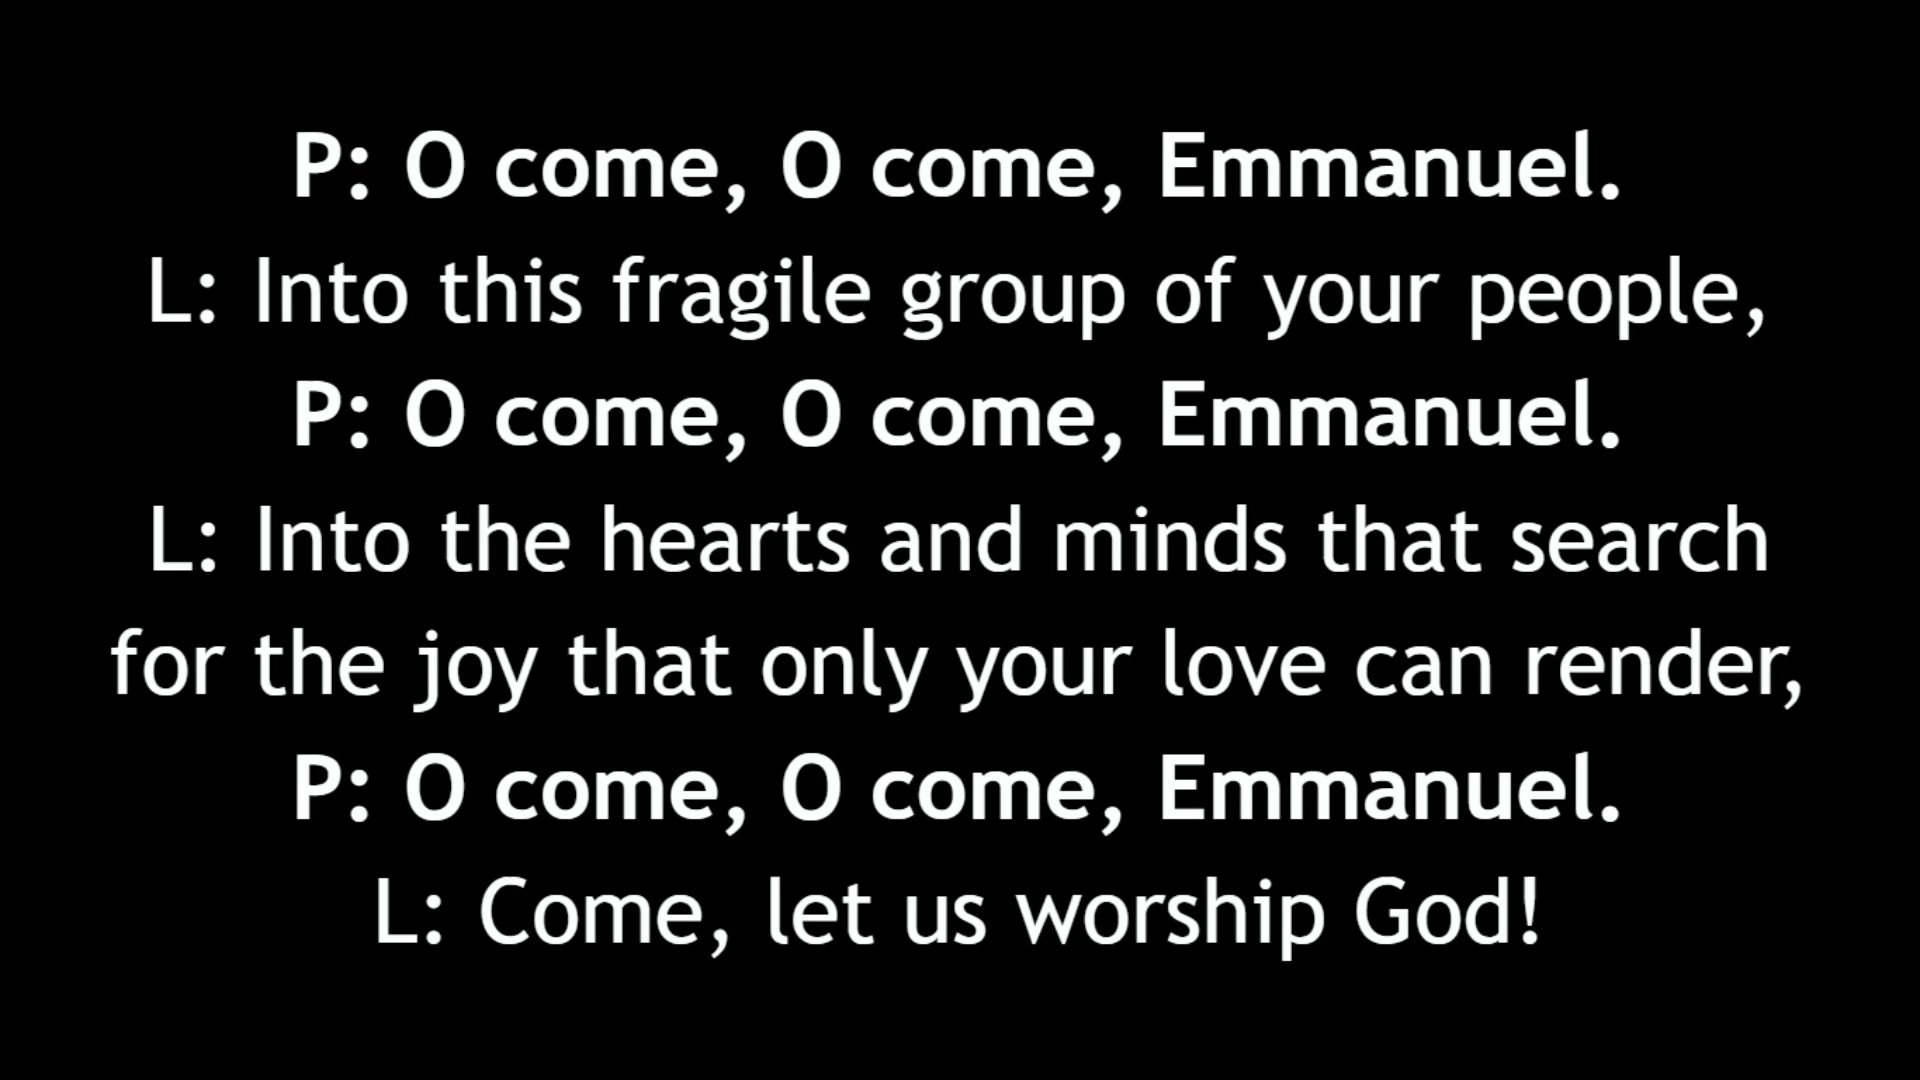 P: O come, O come, Emmanuel.
L: Into this fragile group of your people,
P: O come, O come, Emmanuel.
L: Into the hearts and minds that search
for the joy that only your love can render,
P: O come, O come, Emmanuel.
L: Come, let us worship God!